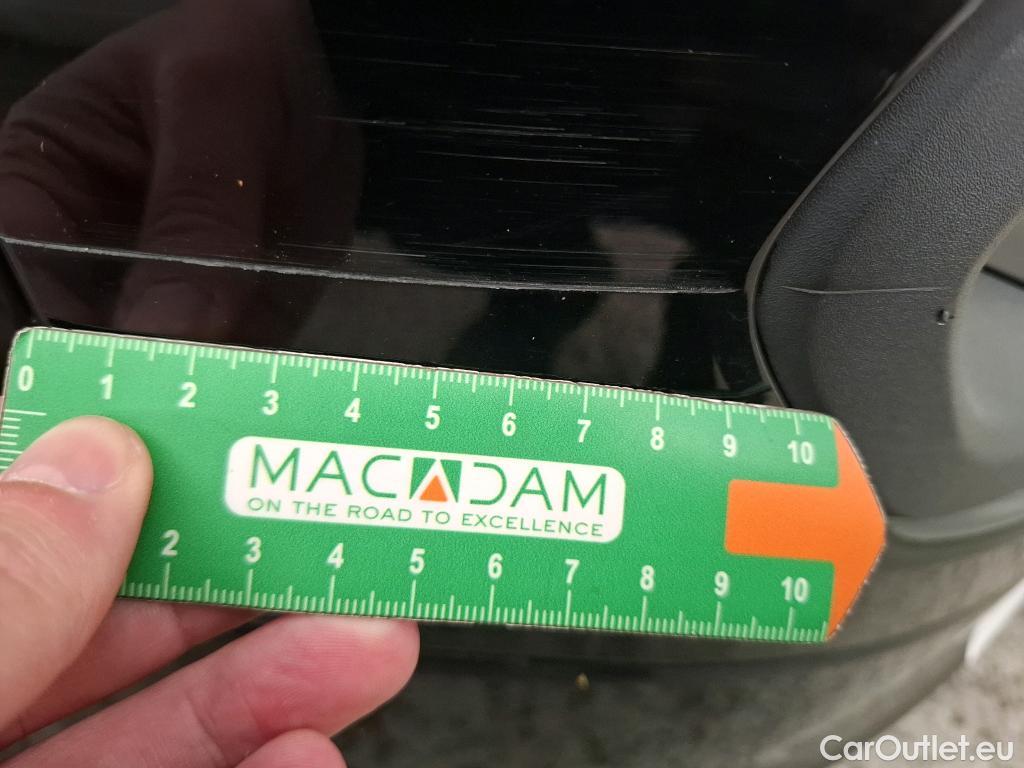 0 1 2 3 4 5 6 7 8 9 10
MACADAM
ON THE ROAD TO EXCELLENCE
2 3 4 5 6 7 8 9 10
CarOutlet.eu